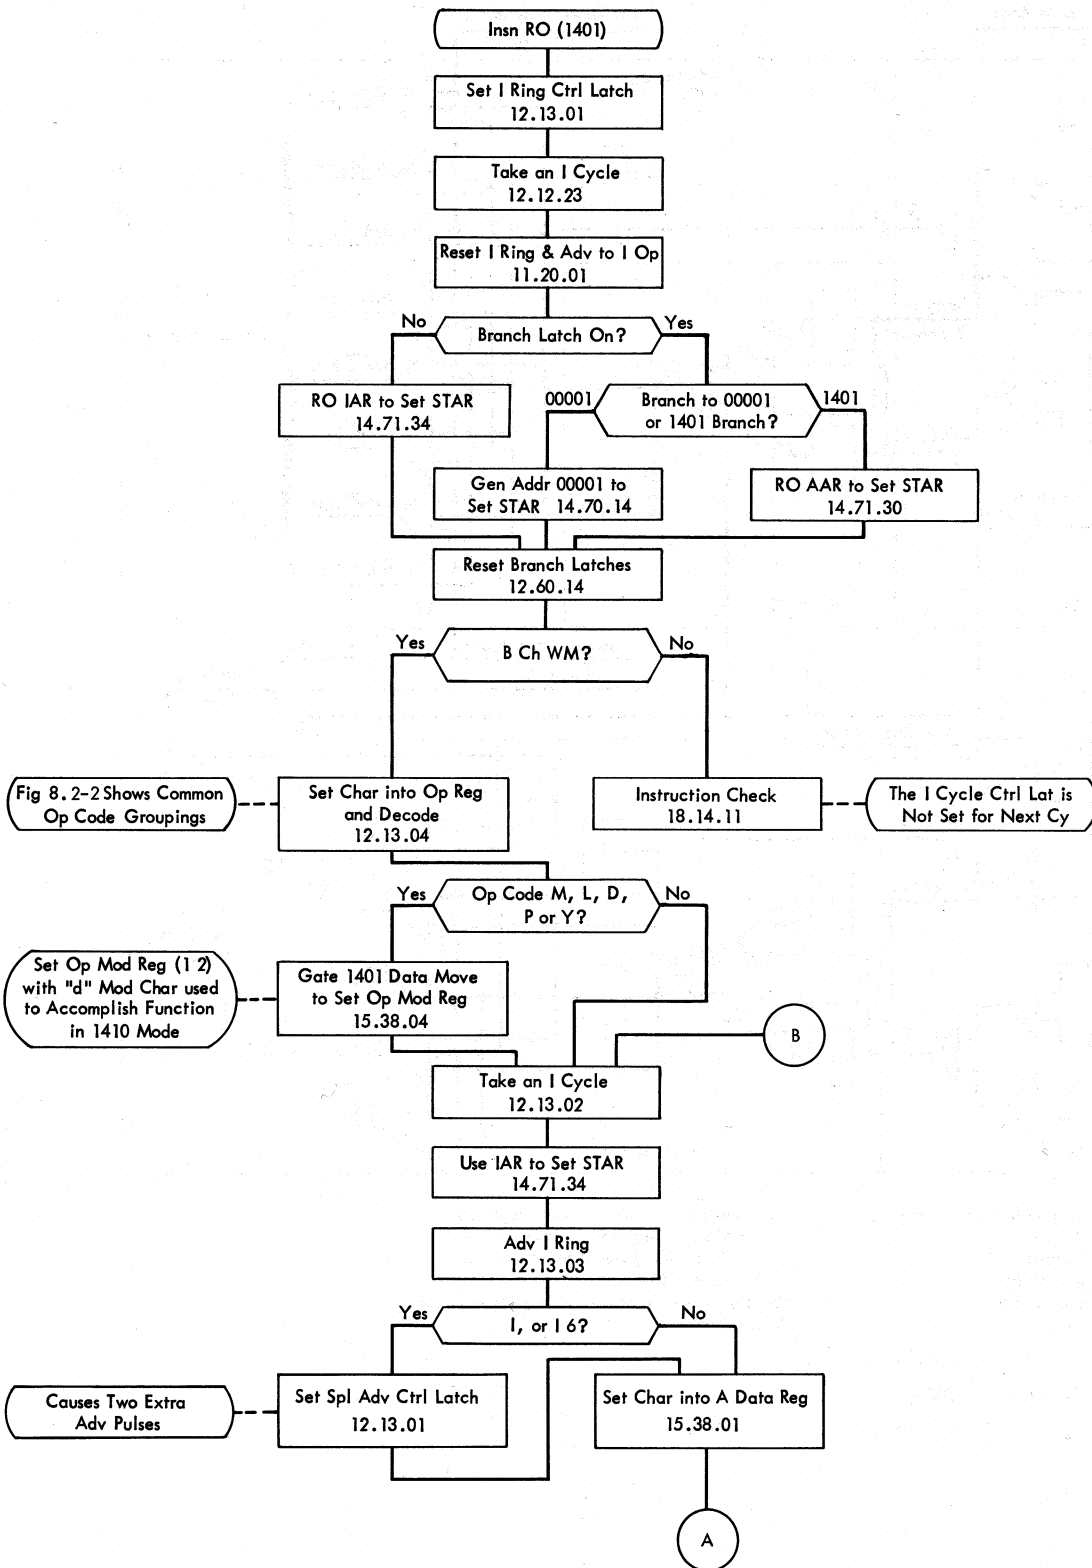 Insn RO (1401)
Set I Ring Ctrl Latch
12.13.01
Take an I Cycle
12.12.23
Reset I Ring & Adv to I Op
11.20.01
No
Branch Latch On?
Yes
RO IAR to Set STAR
14.71.34
00001
Branch to 00001
or 1401 Branch?
1401
Gen Addr 00001 to
Set STAR 14.70.14
RO AAR to Set STAR
14.71.30
Reset Branch Latches
12.60.14
Yes
B Ch WM?
No
Fig 8.2-2 Shows Common
Op Code Groupings
Set Char into Op Reg
and Decode
12.13.04
Instruction Check
18.14.11
The I Cycle Ctrl Lat is
Not Set for Next Cy
Yes
Op Code M, L, D,
P or Y?
No
Set Op Mod Reg (1 2)
with "d" Mod Char used
to Accomplish Function
in 1410 Mode
Gate 1401 Data Move
to Set Op Mod Reg
15.38.04
B
Take an I Cycle
12.13.02
Use IAR to Set STAR
14.71.34
Adv I Ring
12.13.03
Yes
I, or I 6?
No
Causes Two Extra
Adv Pulses
Set Spl Adv Ctrl Latch
12.13.01
Set Char into A Data Reg
15.38.01
A